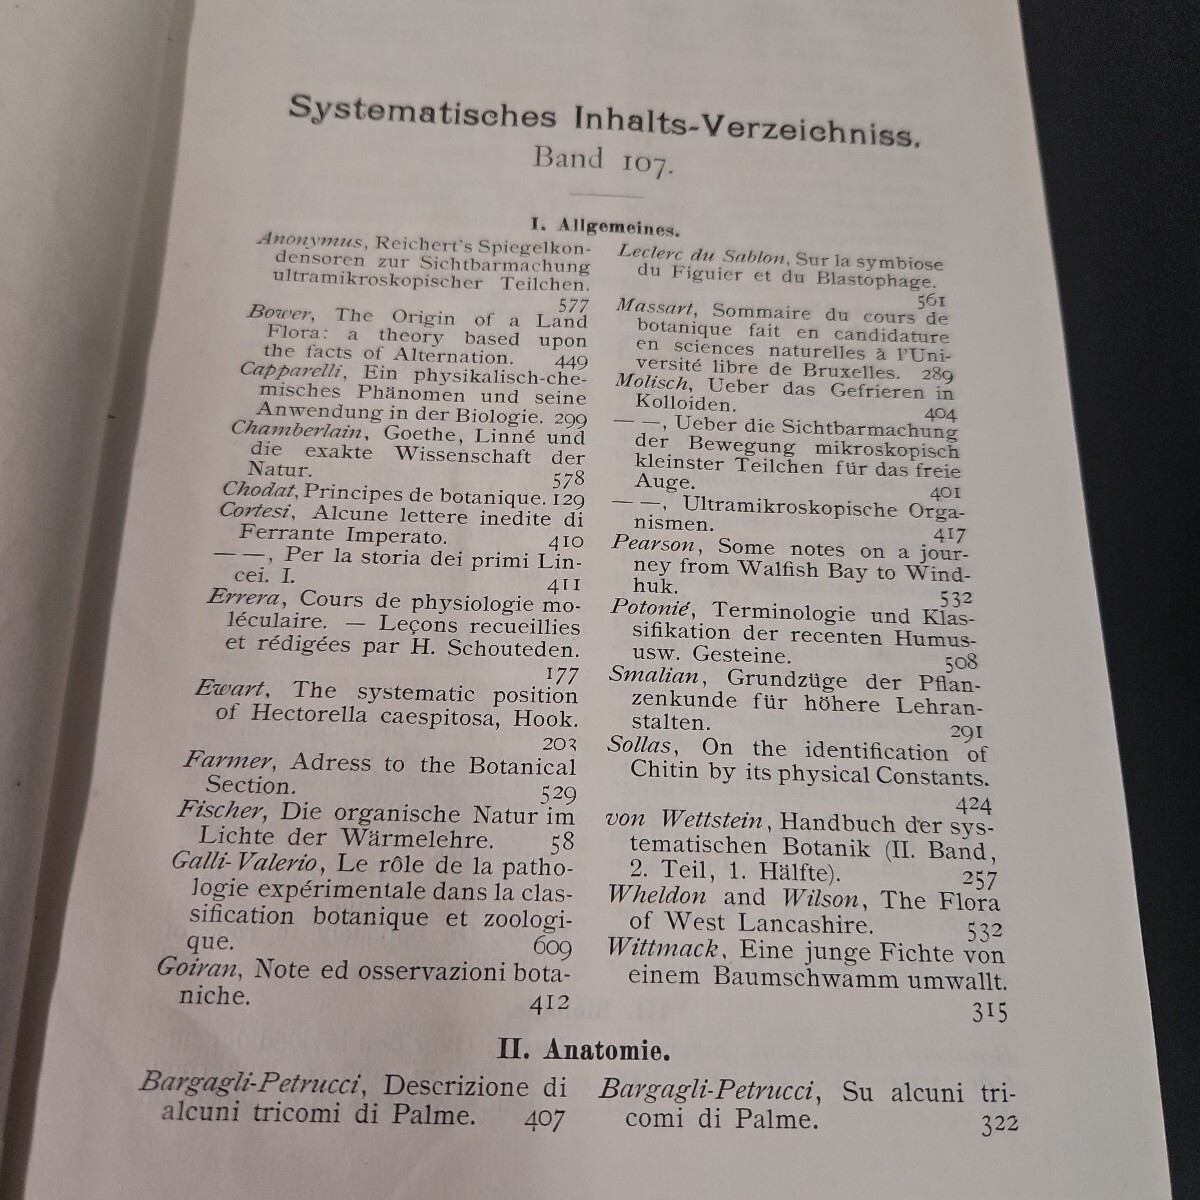 Systematisches Inhalts-Verzeichniss.
Band 107.
I. Allgemeines.
Anonymus, Reichert's Spiegelkon-
densoren zur Sichtbarmachung
ultramikroskopischer Teilchen.
577
Bower, The Origin of a Land
Flora: a theory based upon
the facts of Alternation. 449
Capparelli, Ein physikalisch-che-
misches Phänomen und seine
Anwendung in der Biologie. 299
Chamberlain, Goethe, Linné und
die exakte Wissenschaft der
Natur. 578
Chodat, Principes de botanique. 129
Cortesi, Alcune lettere inedite di
Ferrante Imperato. 410
— —, Per la storia dei primi Lin-
cei. I. 411
Errera, Cours de physiologie mo-
léculaire. — Leçons recueillies
et rédigées par H. Schouteden.
177
Ewart, The systematic position
of Hectorella caespitosa, Hook.
203
Farmer, Adress to the Botanical
Section. 529
Fischer, Die organische Natur im
Lichte der Wärmelehre. 58
Galli-Valerio, Le rôle de la patho-
logie expérimentale dans la clas-
sification botanique et zoologi-
que. 609
Goiran, Note ed osservazioni bota-
niche. 412
Leclerc du Sablon, Sur la symbiose
du Figuier et du Blastophage.
561
Massart, Sommaire du cours de
botanique fait en candidature
en sciences naturelles à l'Uni-
versité libre de Bruxelles. 289
Molisch, Ueber das Gefrieren in
Kolloiden. 404
— —, Ueber die Sichtbarmachung
der Bewegung mikroskopisch
kleinster Teilchen für das freie
Auge. 401
— —, Ultramikroskopische Orga-
nismen. 417
Pearson, Some notes on a jour-
ney from Walfish Bay to Wind-
huk. 532
Potonié, Terminologie und Klas-
sifikation der recenten Humus-
usw. Gesteine. 508
Smalian, Grundzüge der Pflan-
zenkunde für höhere Lehran-
stalten. 291
Sollas, On the identification of
Chitin by its physical Constants.
424
von Wettstein, Handbuch der sys-
tematischen Botanik (II. Band,
2. Teil, 1. Hälfte). 257
Wheldon and Wilson, The Flora
of West Lancashire. 532
Wittmack, Eine junge Fichte von
einem Baumschwamm umwallt.
315
II. Anatomie.
Bargagli-Petrucci, Descrizione di
alcuni tricomi di Palme. 407
Bargagli-Petrucci, Su alcuni tri-
comi di Palme. 322